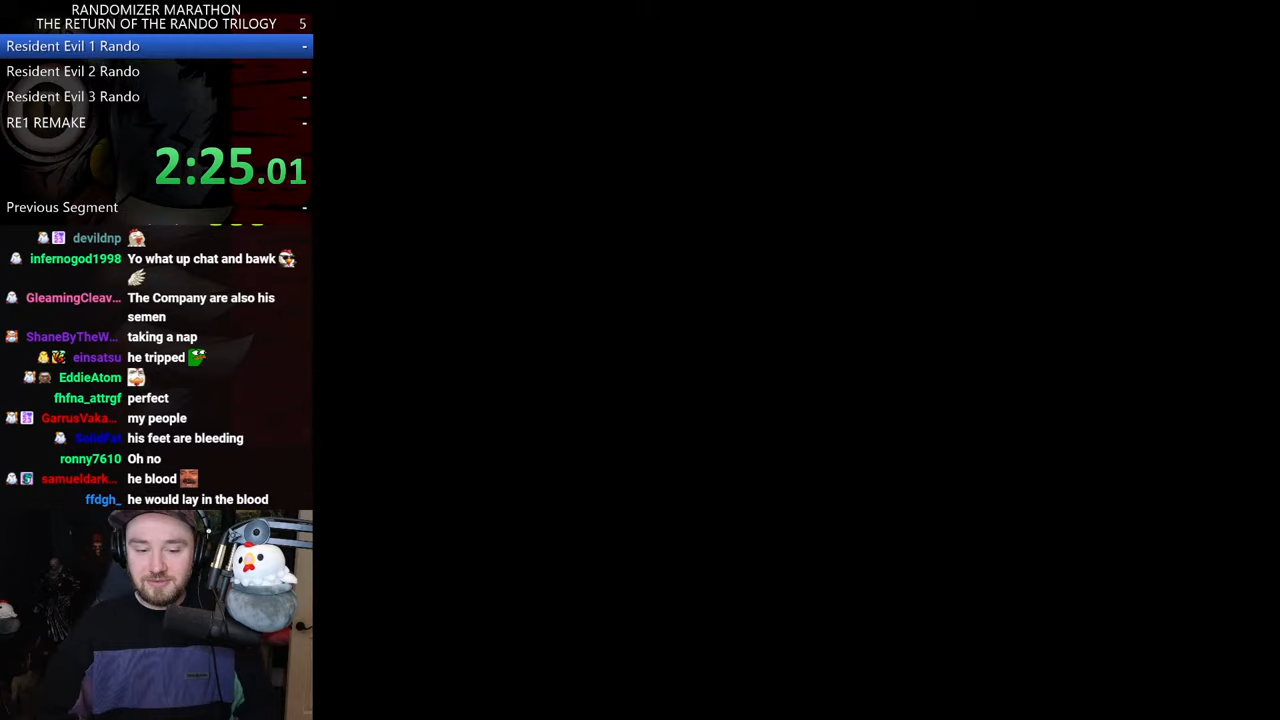 RANDOMIZER MARATHON
THE RETURN OF THE RANDO TRILOGY 5
Resident Evil 1 Rando -
Resident Evil 2 Rando -
Resident Evil 3 Rando -
RE1 REMAKE -
2:25.01
Previous Segment -
devildnp
infernogod1998 Yo what up chat and bawk
GleamingCleav... The Company are also his
semen
ShaneByTheW... taking a nap
einsatsu he tripped
EddieAtom
fhfna_attrgf perfect
GarrusVaka... my people
SolidFat his feet are bleeding
ronny7610 Oh no
samueldark... he blood
ffdgh_ he would lay in the blood